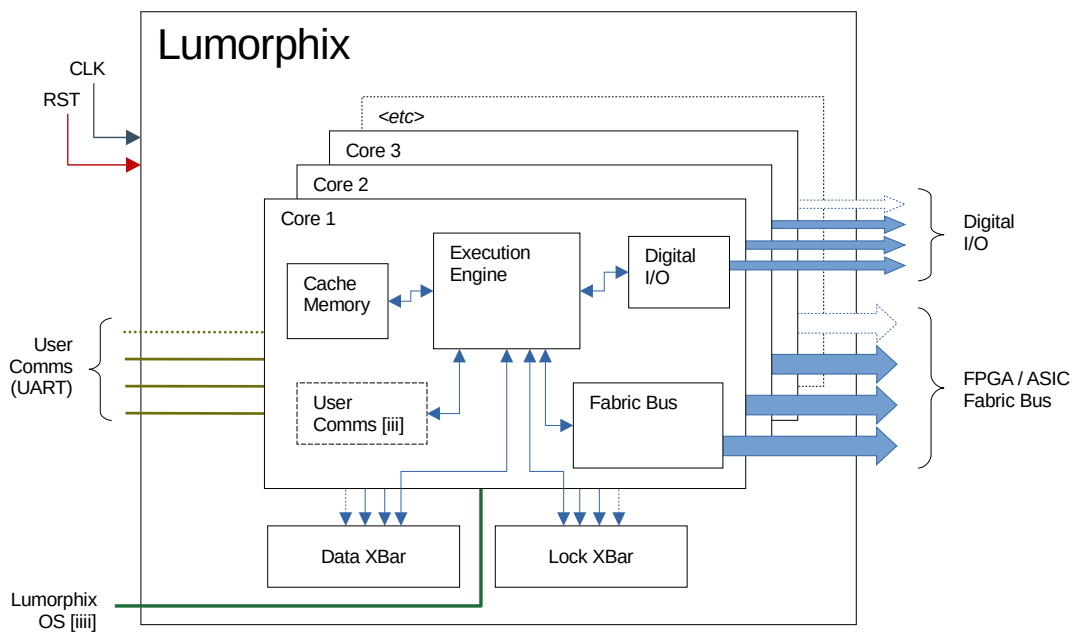 Lumorphix
CLK
RST
<etc>
Core 3
Core 2
Core 1
Execution
Engine
Digital
I/O
Cache
Memory
Digital
I/O
User
Comms
(UART)
User
Comms [iii]
Fabric Bus
FPGA / ASIC
Fabric Bus
Data XBar
Lock XBar
Lumorphix
OS [iiii]